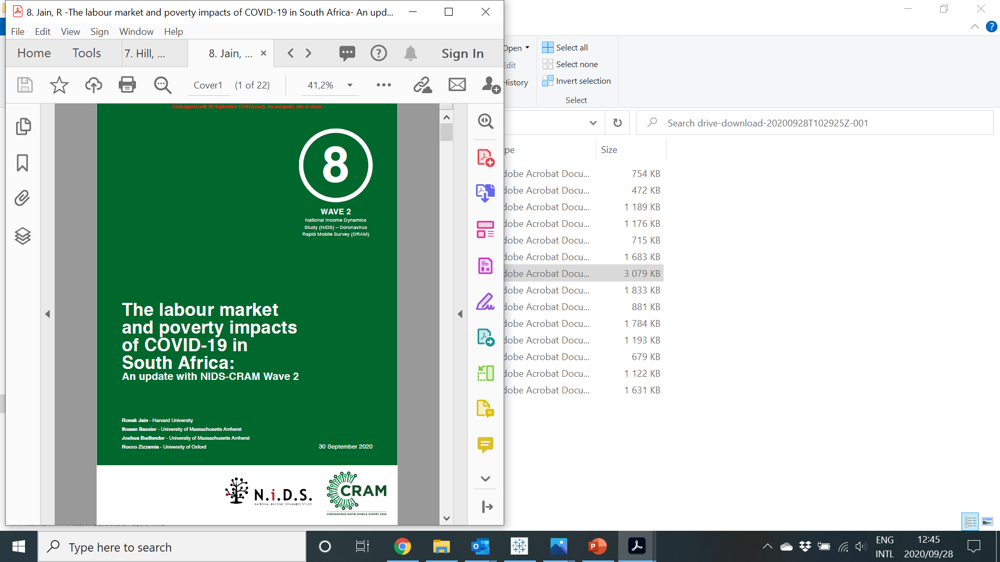 8. Jain, R -The labour market and poverty impacts of COVID-19 in South Africa- An upd...
File Edit View Sign Window Help
Home Tools 7. Hill, ... 8. Jain, ... Sign In
Cover1 (1 of 22) 41,2%
Embargoed until 30 September 12:00 (noon). Do not quote, cite or share.
8
WAVE 2
National Income Dynamics
Study (NIDS) – Coronavirus
Rapid Mobile Survey (CRAM)
The labour market
and poverty impacts
of COVID-19 in
South Africa:
An update with NIDS-CRAM Wave 2
Ronak Jain - Harvard University
Ihsaan Bassier - University of Massachusetts Amherst
Joshua Budlender - University of Massachusetts Amherst
Rocco Zizzamia - University of Oxford
30 September 2020
N.i.D.S.
NATIONAL INCOME DYNAMICS STUDY
CRAM
CORONAVIRUS RAPID MOBILE SURVEY 2020
Open
Edit
History
Select all
Select none
Invert selection
Select
Search drive-download-20200928T102925Z-001
pe Size
dobe Acrobat Docu... 754 KB
dobe Acrobat Docu... 472 KB
dobe Acrobat Docu... 1 189 KB
dobe Acrobat Docu... 1 176 KB
dobe Acrobat Docu... 715 KB
dobe Acrobat Docu... 1 683 KB
dobe Acrobat Docu... 3 079 KB
dobe Acrobat Docu... 1 833 KB
dobe Acrobat Docu... 881 KB
dobe Acrobat Docu... 1 784 KB
dobe Acrobat Docu... 1 193 KB
dobe Acrobat Docu... 679 KB
dobe Acrobat Docu... 1 122 KB
dobe Acrobat Docu... 1 631 KB
Type here to search
ENG
INTL
12:45
2020/09/28